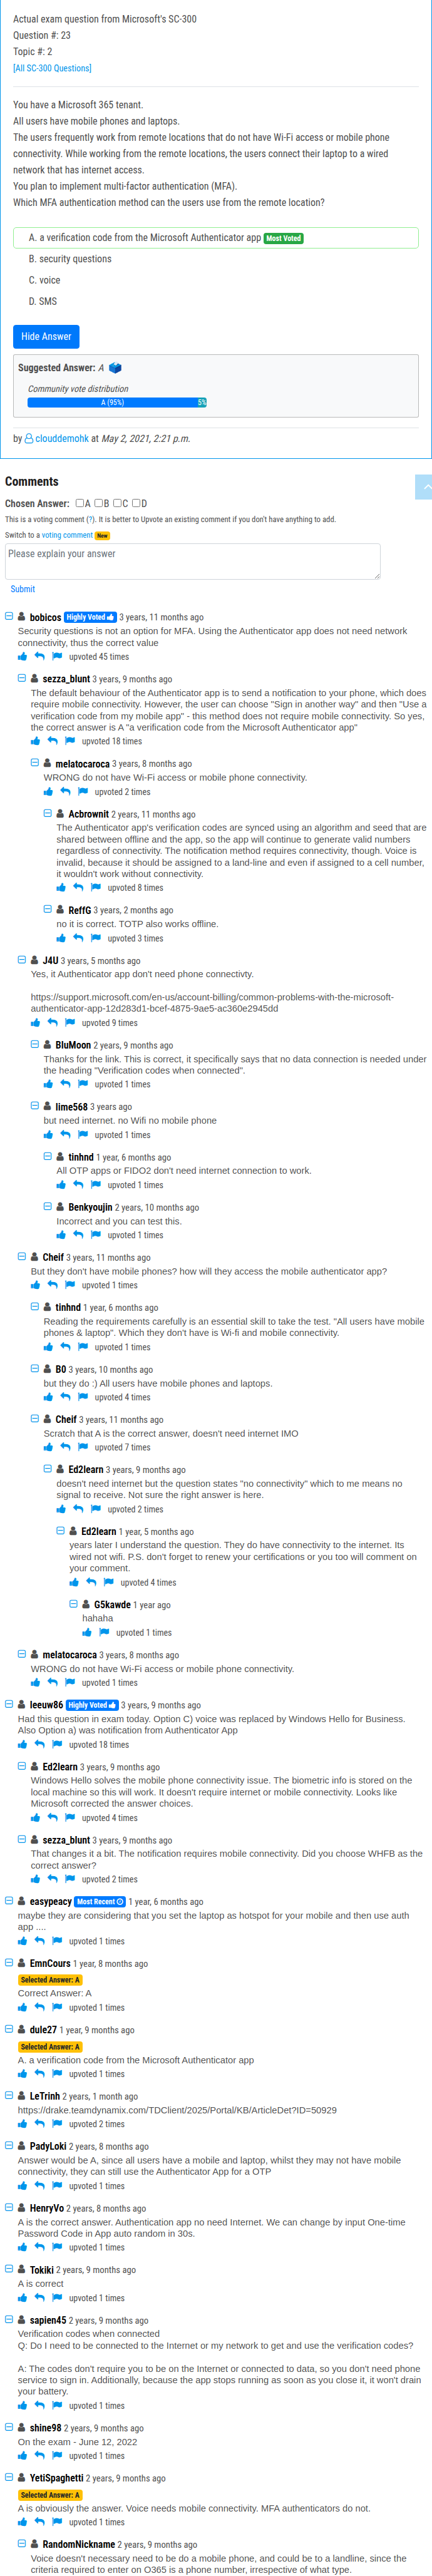 Actual exam question from Microsoft's SC-300
Question #: 23
Topic #: 2
[All SC-300 Questions]
You have a Microsoft 365 tenant.
All users have mobile phones and laptops.
The users frequently work from remote locations that do not have Wi-Fi access or mobile phone
connectivity. While working from the remote locations, the users connect their laptop to a wired
network that has internet access.
You plan to implement multi-factor authentication (MFA).
Which MFA authentication method can the users use from the remote location?
A. a verification code from the Microsoft Authenticator app Most Voted
B. security questions
C. voice
D. SMS
Hide Answer
Suggested Answer: A
Community vote distribution
A (95%) 5%
by clouddemohk at May 2, 2021, 2:21 p.m.
Comments
Chosen Answer: A B C D
This is a voting comment (?). It is better to Upvote an existing comment if you don't have anything to add.
Switch to a voting comment New
Please explain your answer
Submit
bobicos Highly Voted 3 years, 11 months ago
Security questions is not an option for MFA. Using the Authenticator app does not need network
connectivity, thus the correct value
upvoted 45 times
sezza_blunt 3 years, 9 months ago
The default behaviour of the Authenticator app is to send a notification to your phone, which does
require mobile connectivity. However, the user can choose "Sign in another way" and then "Use a
verification code from my mobile app" - this method does not require mobile connectivity. So yes,
the correct answer is A "a verification code from the Microsoft Authenticator app"
upvoted 18 times
melatocaroca 3 years, 8 months ago
WRONG do not have Wi-Fi access or mobile phone connectivity.
upvoted 2 times
Acbrownit 2 years, 11 months ago
The Authenticator app's verification codes are synced using an algorithm and seed that are
shared between offline and the app, so the app will continue to generate valid numbers
regardless of connectivity. The notification method requires connectivity, though. Voice is
invalid, because it should be assigned to a land-line and even if assigned to a cell number,
it wouldn't work without connectivity.
upvoted 8 times
ReffG 3 years, 2 months ago
no it is correct. TOTP also works offline.
upvoted 3 times
J4U 3 years, 5 months ago
Yes, it Authenticator app don't need phone connectivty.
https://support.microsoft.com/en-us/account-billing/common-problems-with-the-microsoft-
authenticator-app-12d283d1-bcef-4875-9ae5-ac360e2945dd
upvoted 9 times
BluMoon 2 years, 9 months ago
Thanks for the link. This is correct, it specifically says that no data connection is needed under
the heading "Verification codes when connected".
upvoted 1 times
lime568 3 years ago
but need internet. no Wifi no mobile phone
upvoted 1 times
tinhnd 1 year, 6 months ago
All OTP apps or FIDO2 don't need internet connection to work.
upvoted 1 times
Benkyoujin 2 years, 10 months ago
Incorrect and you can test this.
upvoted 1 times
Cheif 3 years, 11 months ago
But they don't have mobile phones? how will they access the mobile authenticator app?
upvoted 1 times
tinhnd 1 year, 6 months ago
Reading the requirements carefully is an essential skill to take the test. "All users have mobile
phones & laptop". Which they don't have is Wi-fi and mobile connectivity.
upvoted 1 times
B0 3 years, 10 months ago
but they do :) All users have mobile phones and laptops.
upvoted 4 times
Cheif 3 years, 11 months ago
Scratch that A is the correct answer, doesn't need internet IMO
upvoted 7 times
Ed2learn 3 years, 9 months ago
doesn't need internet but the question states "no connectivity" which to me means no
signal to receive. Not sure the right answer is here.
upvoted 2 times
Ed2learn 1 year, 5 months ago
years later I understand the question. They do have connectivity to the internet. Its
wired not wifi. P.S. don't forget to renew your certifications or you too will comment on
your comment.
upvoted 4 times
G5kawde 1 year ago
hahaha
upvoted 1 times
melatocaroca 3 years, 8 months ago
WRONG do not have Wi-Fi access or mobile phone connectivity.
upvoted 1 times
leeuw86 Highly Voted 3 years, 9 months ago
Had this question in exam today. Option C) voice was replaced by Windows Hello for Business.
Also Option a) was notification from Authenticator App
upvoted 18 times
Ed2learn 3 years, 9 months ago
Windows Hello solves the mobile phone connectivity issue. The biometric info is stored on the
local machine so this will work. It doesn't require internet or mobile connectivity. Looks like
Microsoft corrected the answer choices.
upvoted 4 times
sezza_blunt 3 years, 9 months ago
That changes it a bit. The notification requires mobile connectivity. Did you choose WHFB as the
correct answer?
upvoted 2 times
easypeacy Most Recent 1 year, 6 months ago
maybe they are considering that you set the laptop as hotspot for your mobile and then use auth
app ....
upvoted 1 times
EmnCours 1 year, 8 months ago
Selected Answer: A
Correct Answer: A
upvoted 1 times
dule27 1 year, 9 months ago
Selected Answer: A
A. a verification code from the Microsoft Authenticator app
upvoted 1 times
LeTrinh 2 years, 1 month ago
https://drake.teamdynamix.com/TDClient/2025/Portal/KB/ArticleDet?ID=50929
upvoted 2 times
PadyLoki 2 years, 8 months ago
Answer would be A, since all users have a mobile and laptop, whilst they may not have mobile
connectivity, they can still use the Authenticator App for a OTP
upvoted 1 times
HenryVo 2 years, 8 months ago
A is the correct answer. Authentication app no need Internet. We can change by input One-time
Password Code in App auto random in 30s.
upvoted 1 times
Tokiki 2 years, 9 months ago
A is correct
upvoted 1 times
sapien45 2 years, 9 months ago
Verification codes when connected
Q: Do I need to be connected to the Internet or my network to get and use the verification codes?
A: The codes don't require you to be on the Internet or connected to data, so you don't need phone
service to sign in. Additionally, because the app stops running as soon as you close it, it won't drain
your battery.
upvoted 1 times
shine98 2 years, 9 months ago
On the exam - June 12, 2022
upvoted 1 times
YetiSpaghetti 2 years, 9 months ago
Selected Answer: A
A is obviously the answer. Voice needs mobile connectivity. MFA authenticators do not.
upvoted 1 times
RandomNickname 2 years, 9 months ago
Voice doesn't necessary need to be do a mobile phone, and could be to a landline, since the
criteria required to enter on O365 is a phone number, irrespective of what type.